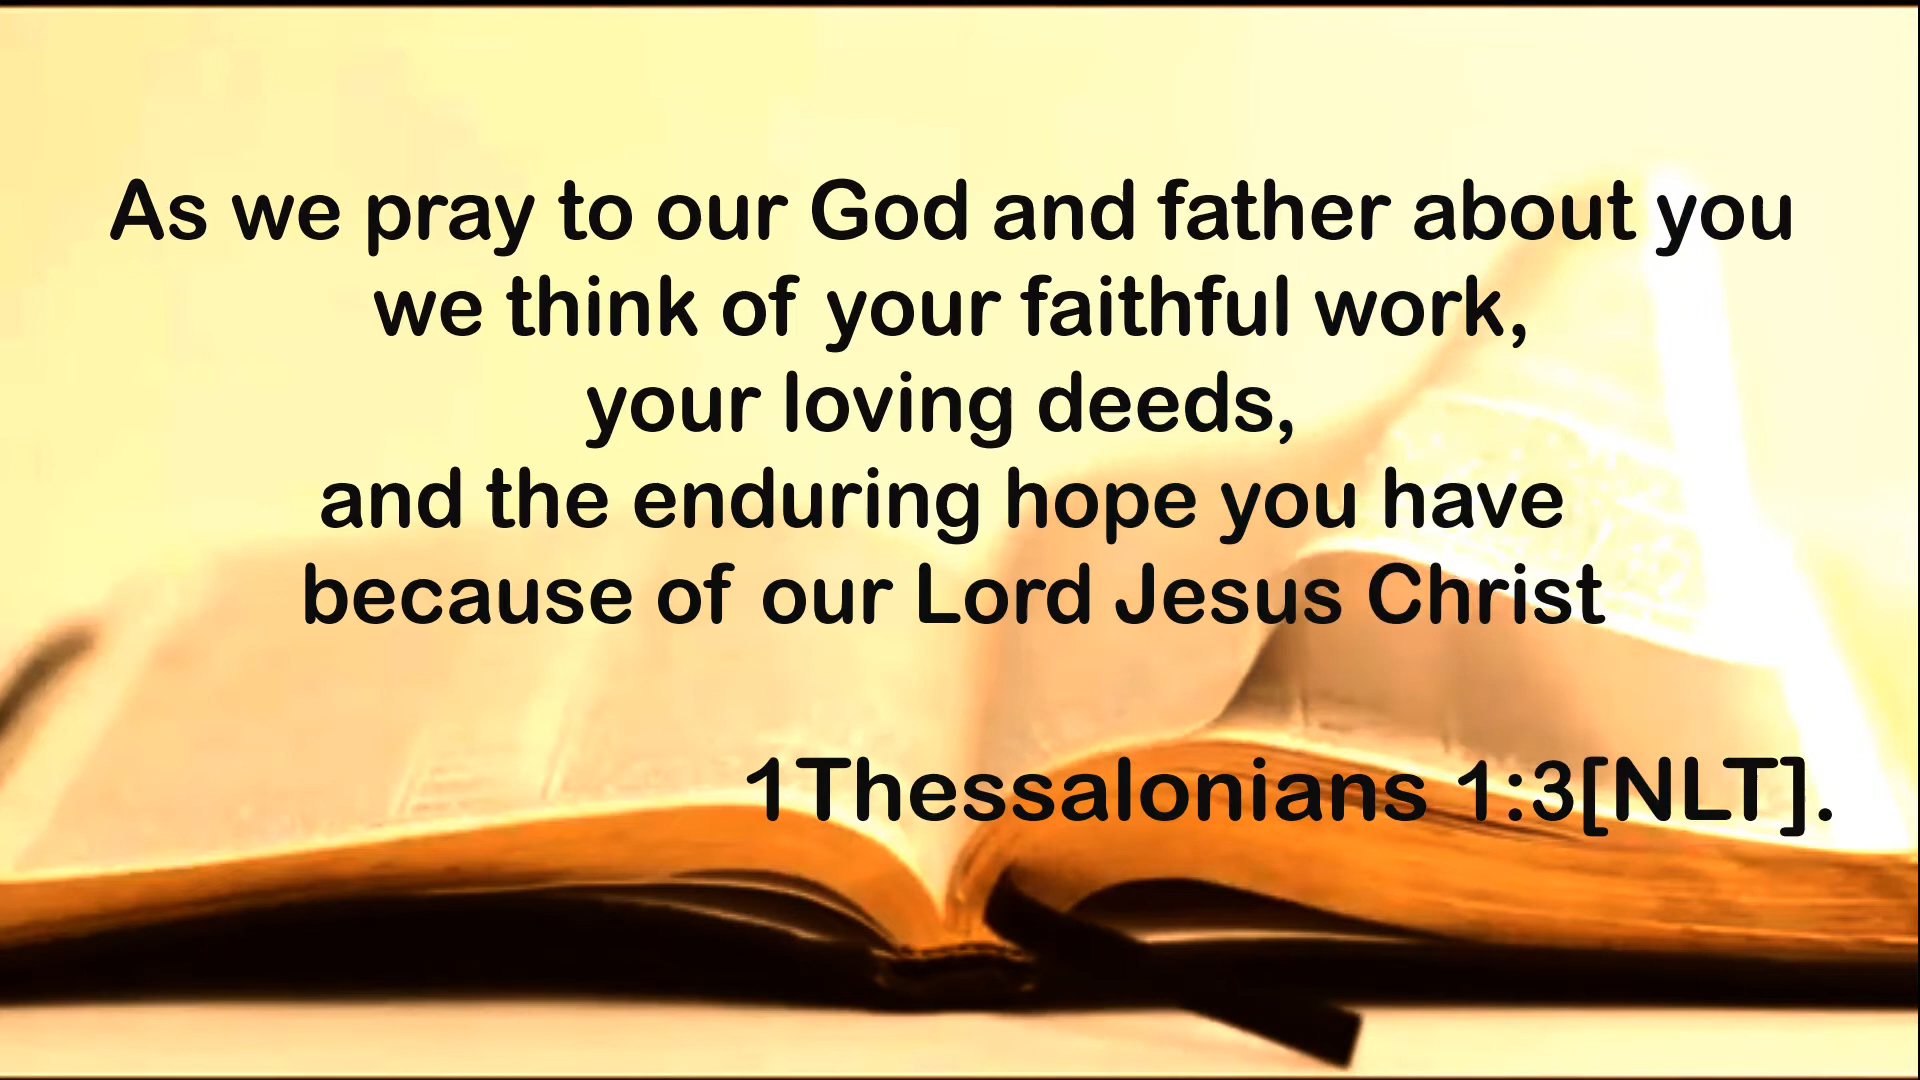 As we pray to our God and father about you
we think of your faithful work,
your loving deeds,
and the enduring hope you have
because of our Lord Jesus Christ
1Thessalonians 1:3[NLT].